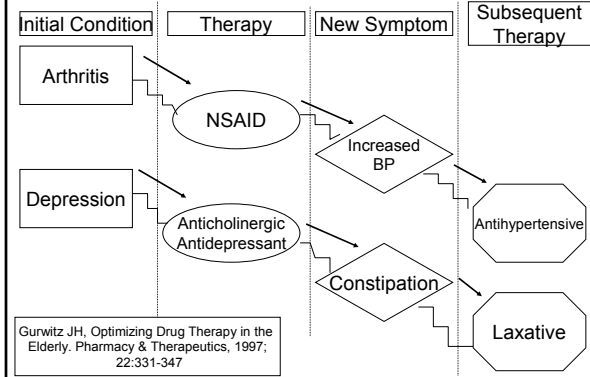 Initial Condition
Therapy
New Symptom
Subsequent
Therapy
Arthritis
NSAID
Increased
BP
Antihypertensive
Depression
Anticholinergic
Antidepressant
Constipation
Laxative
Gurwitz JH, Optimizing Drug Therapy in the
Elderly. Pharmacy & Therapeutics, 1997;
22:331-347